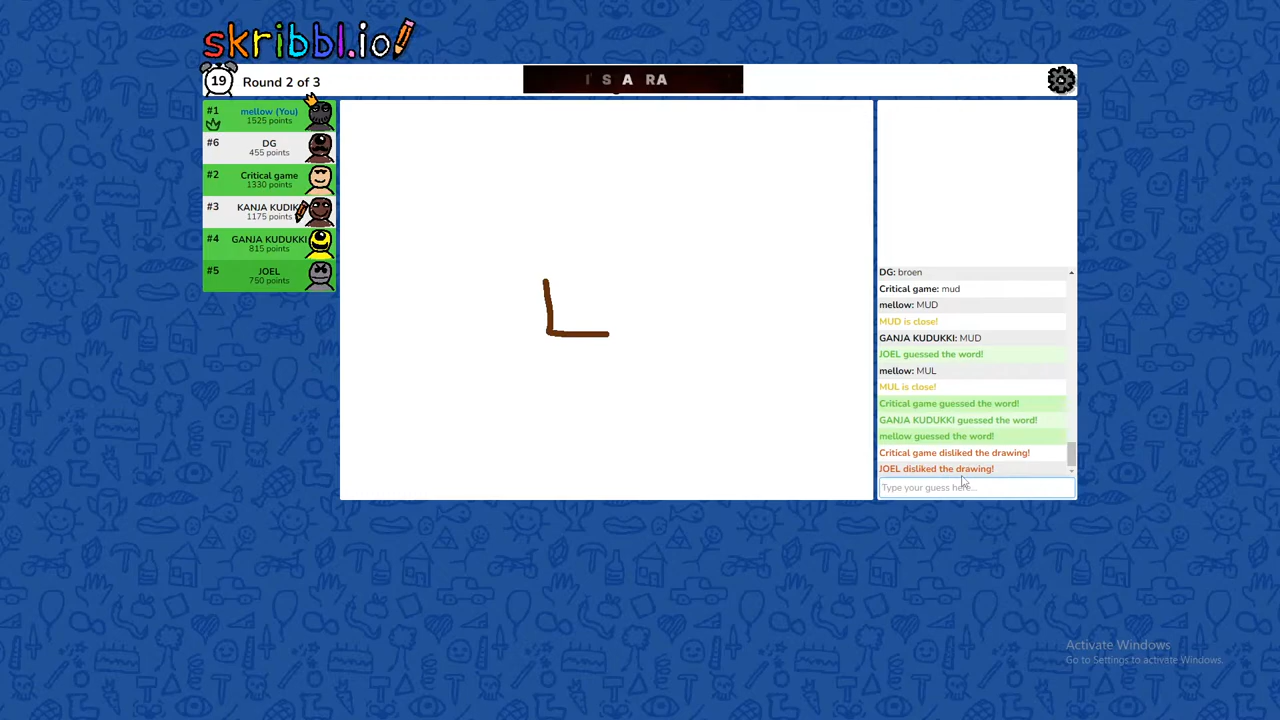 skribbl.io
19
Round 2 of 3
I S A RA
#1
mellow (You)
1525 points
#6
DG
455 points
#2
Critical game
1330 points
#3
KANJA KUDIK
1175 points
#4
GANJA KUDUKKI
815 points
#5
JOEL
750 points
DG: broen
Critical game: mud
mellow: MUD
MUD is close!
GANJA KUDUKKI: MUD
JOEL guessed the word!
mellow: MUL
MUL is close!
Critical game guessed the word!
GANJA KUDUKKI guessed the word!
mellow guessed the word!
Critical game disliked the drawing!
JOEL disliked the drawing!
Type your guess here...
Activate Windows
Go to Settings to activate Windows.